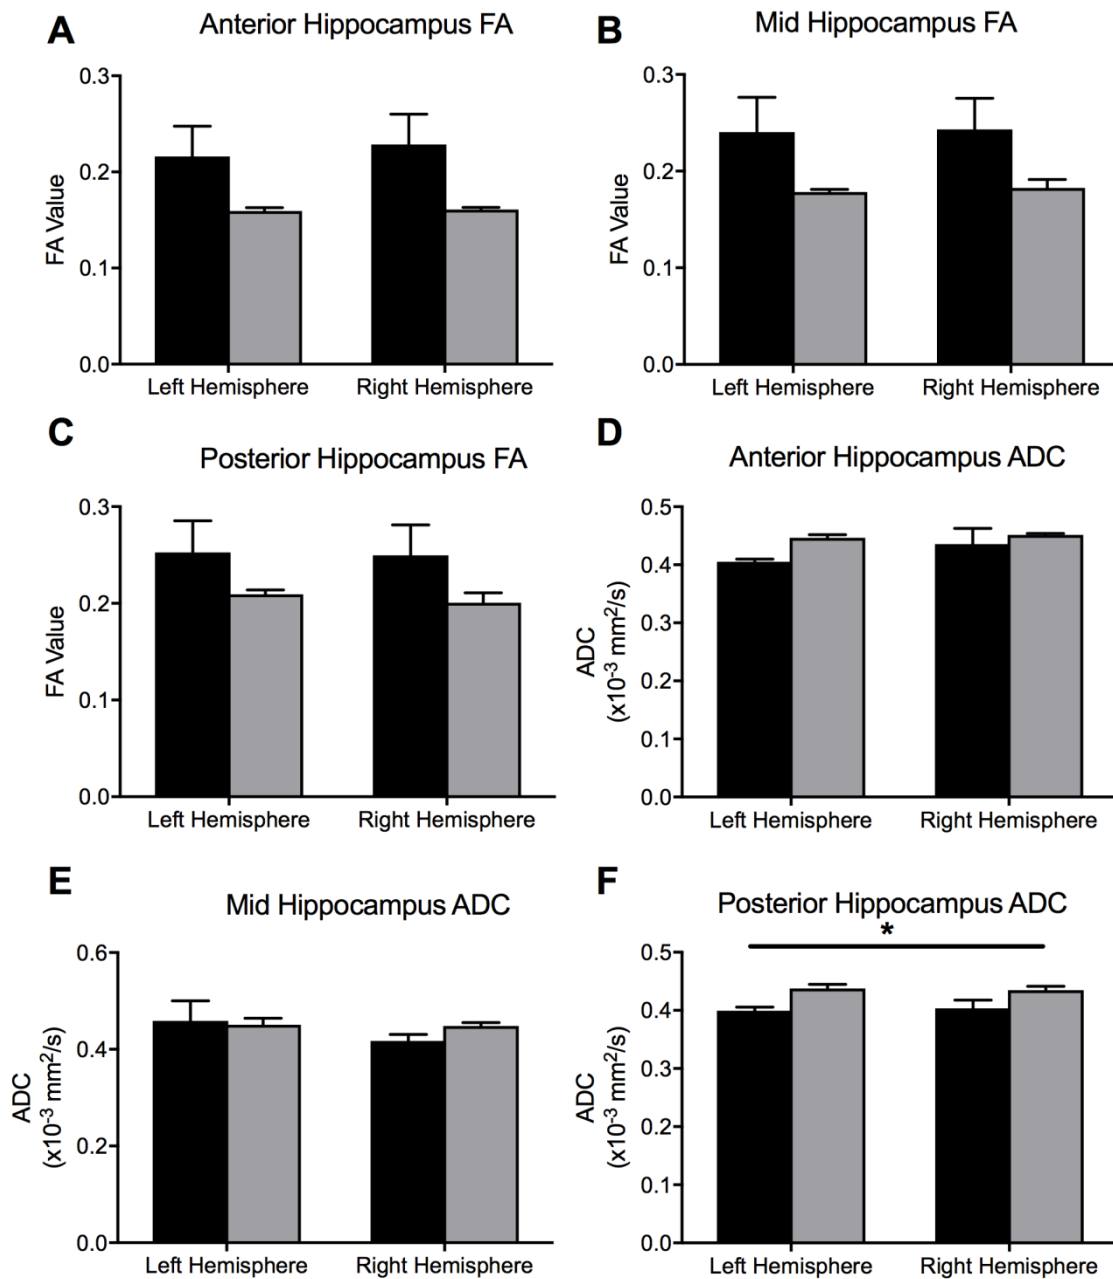 A
Anterior Hippocampus FA
0.3
0.2
0.1
0.0
FA Value
Left Hemisphere
Right Hemisphere
B
Mid Hippocampus FA
0.3
0.2
0.1
0.0
FA Value
Left Hemisphere
Right Hemisphere
C
Posterior Hippocampus FA
0.3
0.2
0.1
0.0
FA Value
Left Hemisphere
Right Hemisphere
D
Anterior Hippocampus ADC
0.5
0.4
0.3
0.2
0.1
0.0
ADC
(x10⁻³ mm²/s)
Left Hemisphere
Right Hemisphere
E
Mid Hippocampus ADC
0.6
0.4
0.2
0.0
ADC
(x10⁻³ mm²/s)
Left Hemisphere
Right Hemisphere
F
Posterior Hippocampus ADC
*
0.5
0.4
0.3
0.2
0.1
0.0
ADC
(x10⁻³ mm²/s)
Left Hemisphere
Right Hemisphere